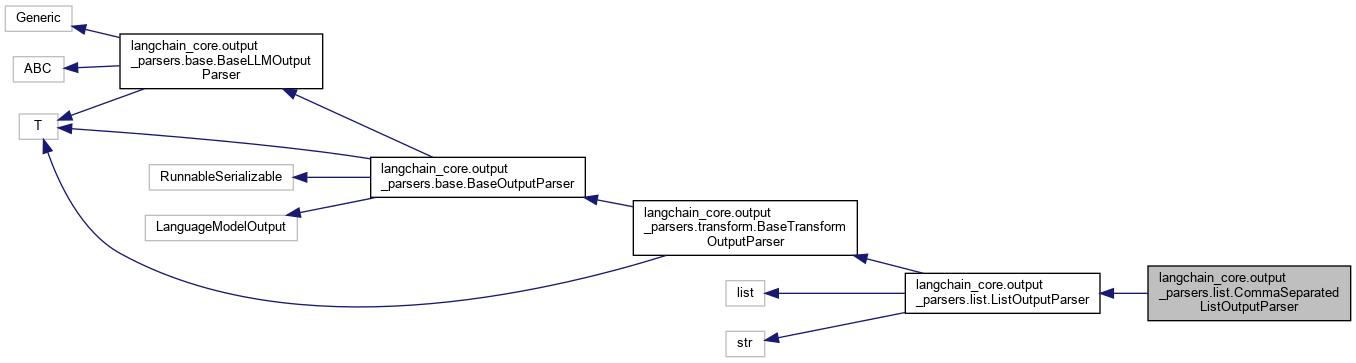 Generic
langchain_core.output
_parsers.base.BaseLLMOutput
Parser
ABC
T
langchain_core.output
_parsers.base.BaseOutputParser
RunnableSerializable
LanguageModelOutput
langchain_core.output
_parsers.transform.BaseTransform
OutputParser
list
langchain_core.output
_parsers.list.ListOutputParser
langchain_core.output
_parsers.list.CommaSeparated
ListOutputParser
str